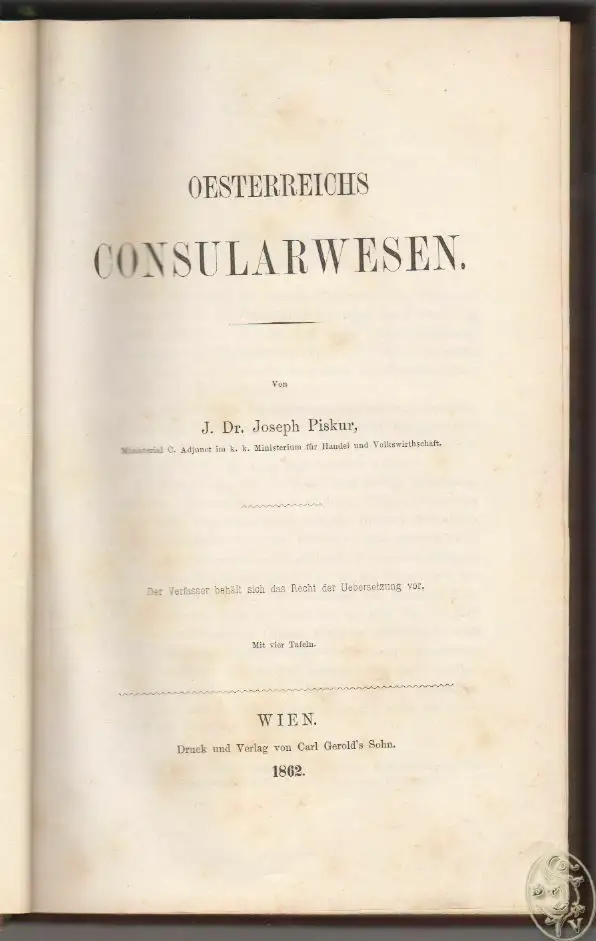 OESTERREICHS
CONSULARWESEN.
Von
J. Dr. Joseph Piskur,
Ministerial C. Adjunct im k. k. Ministerium für Handel und Volkswirthschaft.
Der Verfasser behält sich das Recht der Uebersetzung vor.
Mit vier Tafeln.
WIEN.
Druck und Verlag von Carl Gerold's Sohn.
1862.